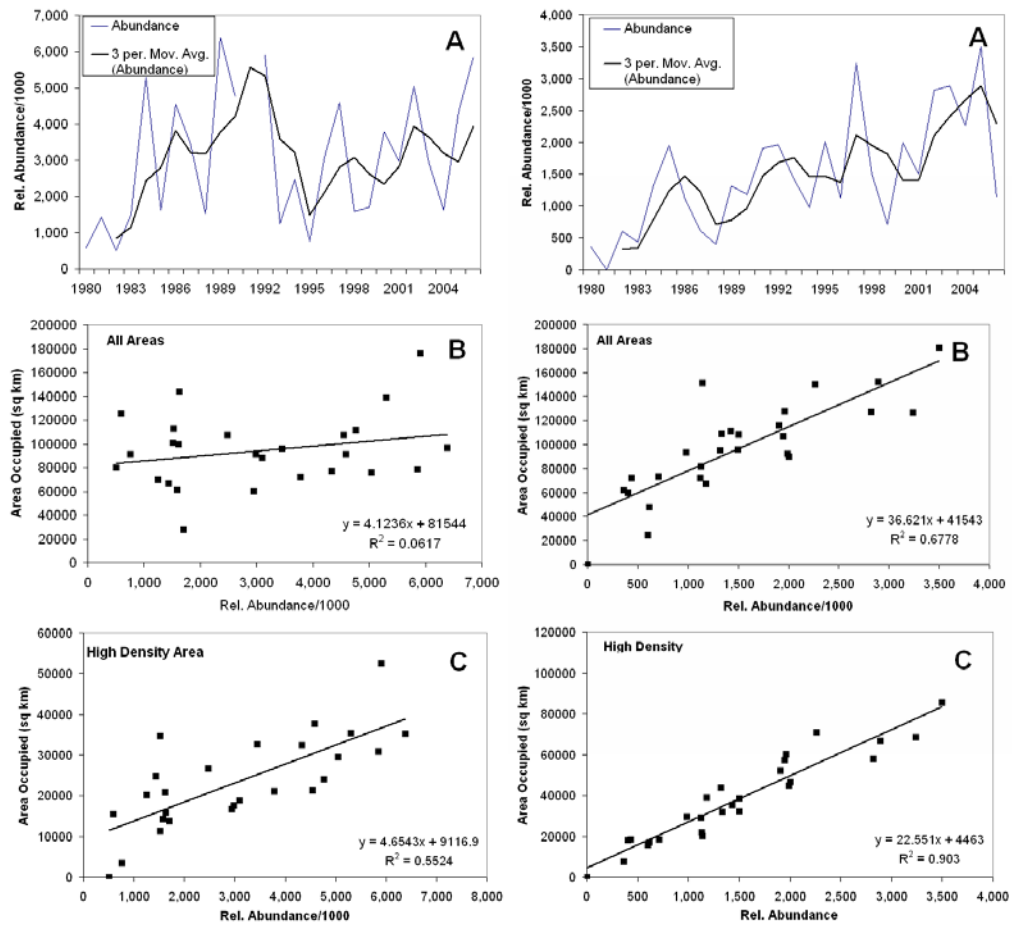 7,000
6,000
5,000
4,000
3,000
2,000
1,000
0
Rel. Abundance/1000
Abundance
3 per. Mov. Avg.
(Abundance)
A
1980 1983 1986 1989 1992 1995 1998 2001 2004
4,000
3,500
3,000
2,500
2,000
1,500
1,000
500
0
Rel. Abundance/1000
Abundance
3 per. Mov. Avg.
(Abundance)
A
1980 1983 1986 1989 1992 1995 1998 2001 2004
200000
180000
160000
140000
120000
100000
80000
60000
40000
20000
0
Area Occupied (sq km)
All Areas
B
y = 4.1236x + 81544
R² = 0.0617
0 1,000 2,000 3,000 4,000 5,000 6,000 7,000
Rel. Abundance/1000
200000
180000
160000
140000
120000
100000
80000
60000
40000
20000
0
Area Occupied (sq km)
All Areas
B
y = 36.621x + 41543
R² = 0.6778
0 500 1,000 1,500 2,000 2,500 3,000 3,500 4,000
Rel. Abundance/1000
60000
50000
40000
30000
20000
10000
0
Area Occupied (sq km)
High Density Area
C
y = 4.6543x + 9116.9
R² = 0.5524
0 1,000 2,000 3,000 4,000 5,000 6,000 7,000 8,000
Rel. Abundance/1000
120000
100000
80000
60000
40000
20000
0
Area Occupied (sq km)
High Density
C
y = 22.551x + 4463
R² = 0.903
0 500 1,000 1,500 2,000 2,500 3,000 3,500 4,000
Rel. Abundance